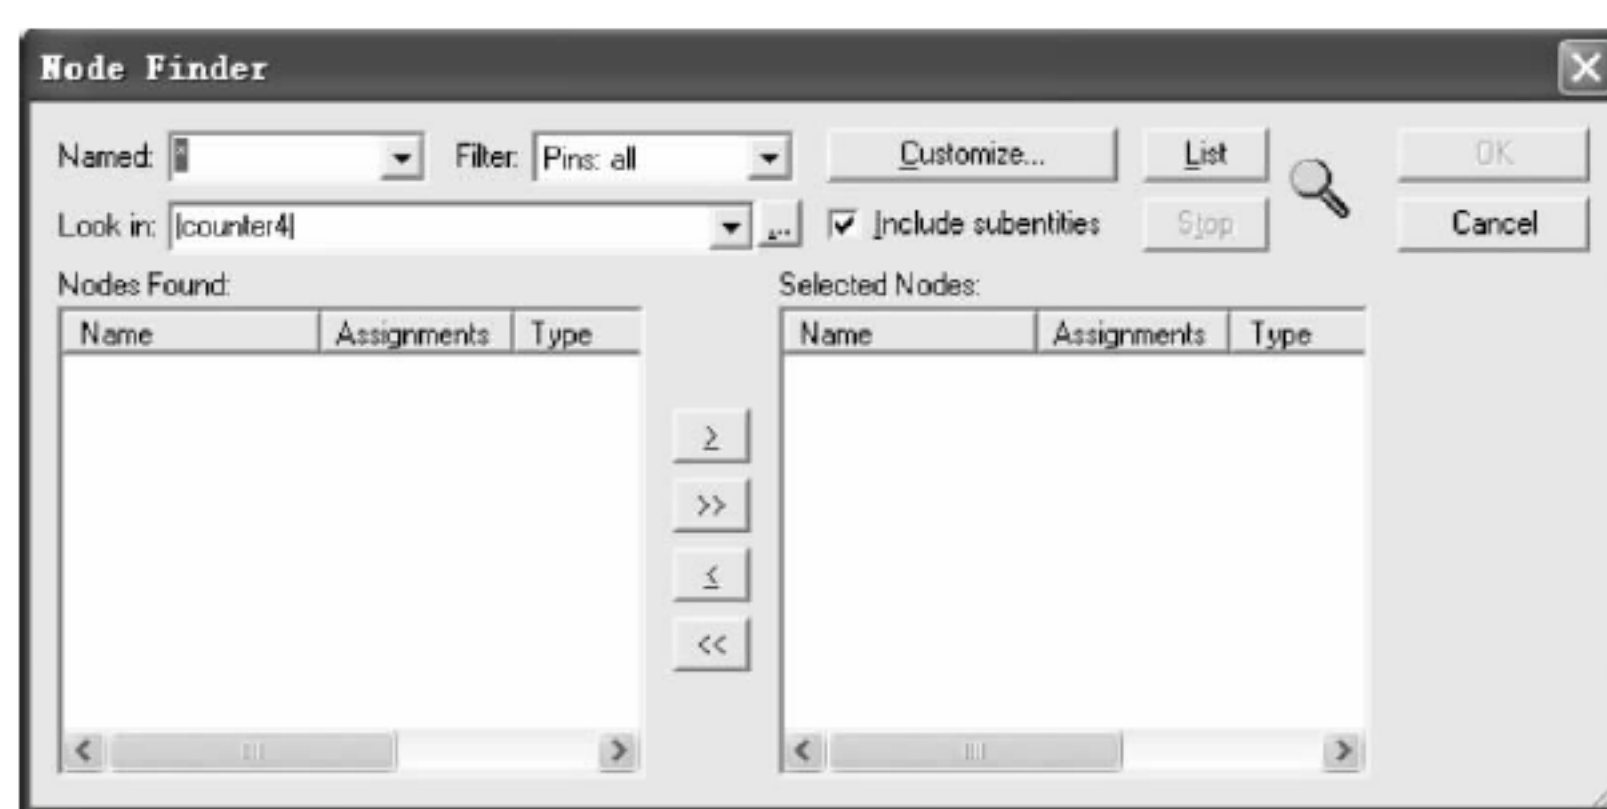 Node Finder
Named: * Filter: Pins: all Customize... List OK
Look in: |counter4| ... Include subentities Stop Cancel
Nodes Found: Selected Nodes:
Name Assignments Type Name Assignments Type
>
>>
<
<<